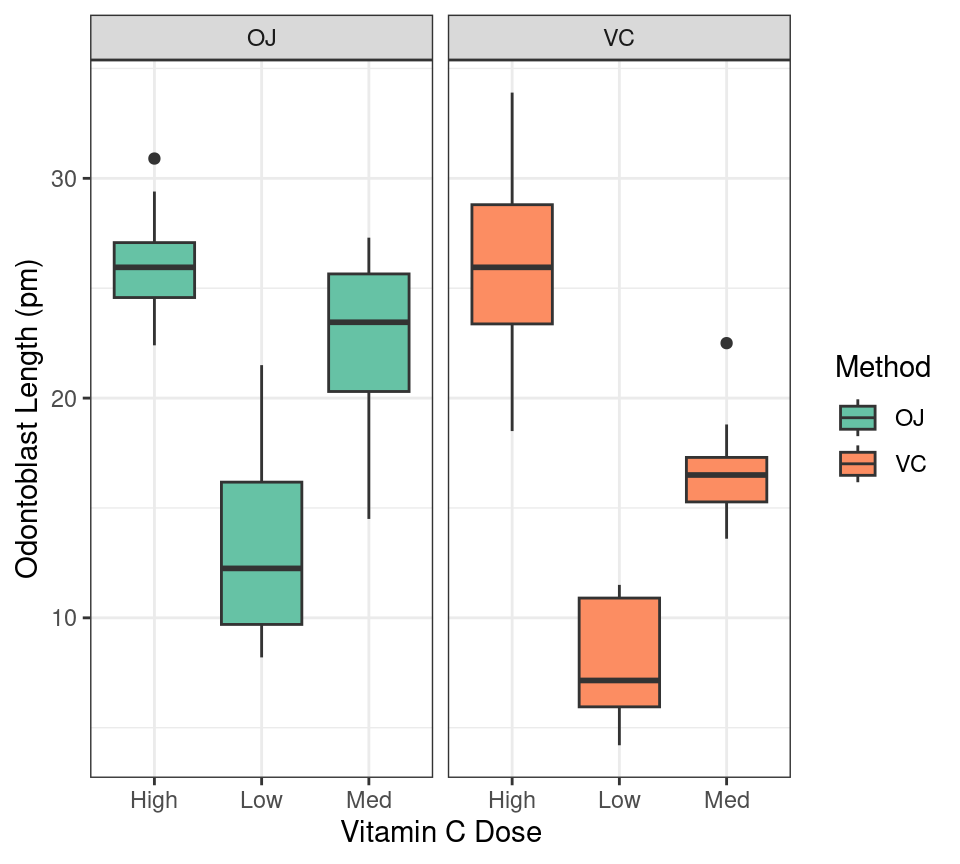 OJ
VC
30
20
10
Odontoblast Length (pm)
High
Low
Med
High
Low
Med
Vitamin C Dose
Method
OJ
VC